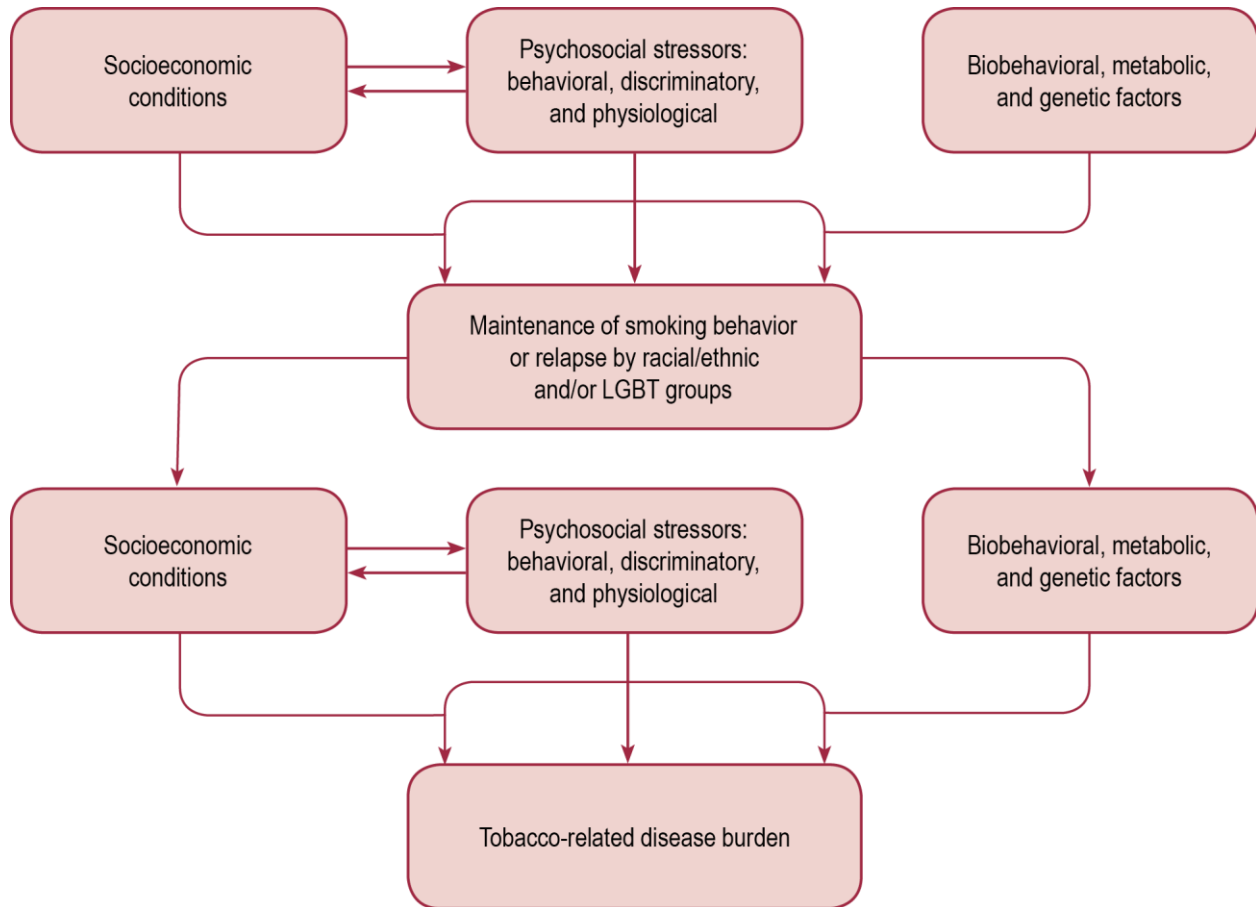 Socioeconomic
conditions
Psychosocial stressors:
behavioral, discriminatory,
and physiological
Biobehavioral, metabolic,
and genetic factors
Maintenance of smoking behavior
or relapse by racial/ethnic
and/or LGBT groups
Socioeconomic
conditions
Psychosocial stressors:
behavioral, discriminatory,
and physiological
Biobehavioral, metabolic,
and genetic factors
Tobacco-related disease burden